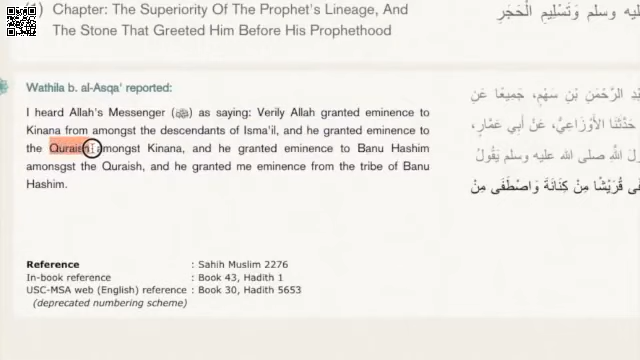 (1) Chapter: The Superiority Of The Prophet's Lineage, And
The Stone That Greeted Him Before His Prophethood
ليه وسلم وَتَسْلِيمِ الْحَجَرِ
Wathila b. al-Asqa' reported:
I heard Allah's Messenger (ﷺ) as saying: Verily Allah granted eminence to
Kinana from amongst the descendants of Isma'il, and he granted eminence to
the Quraish amongst Kinana, and he granted eminence to Banu Hashim
amonsgst the Quraish, and he granted me eminence from the tribe of Banu
Hashim.
الرَّحْمَنِ بْنِ سَهْمٍ، جَمِيعًا عَنِ
حَدَّثَنَا الأَوْزَاعِيُّ، عَنْ أَبِي عَمَّارٍ،
اللَّهِ صلى الله عليه وسلم يَقُولُ
قُرَيْشًا مِنْ كِنَانَةَ وَاصْطَفَى مِنْ
Reference : Sahih Muslim 2276
In-book reference : Book 43, Hadith 1
USC-MSA web (English) reference : Book 30, Hadith 5653
(deprecated numbering scheme)